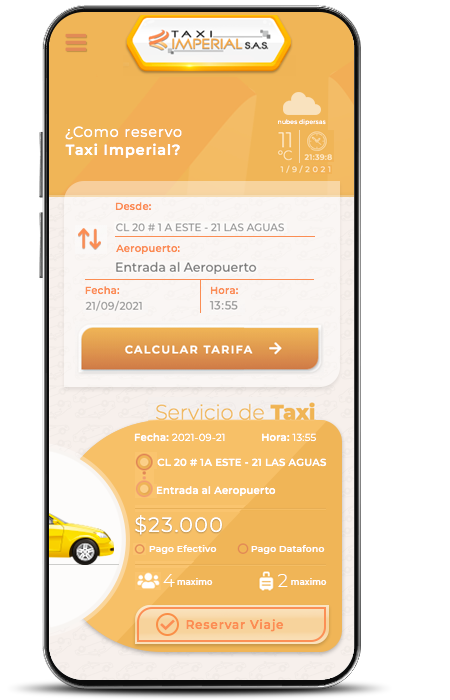 TAXI
IMPERIAL S.A.S.
nubes dipersas
¿Como reservo
Taxi Imperial?
11
°C
21:39:8
1/9/2021
Desde:
CL 20 # 1 A ESTE - 21 LAS AGUAS
Aeropuerto:
Entrada al Aeropuerto
Fecha: Hora:
21/09/2021 13:55
CALCULAR TARIFA
Servicio de Taxi
Fecha: 2021-09-21 Hora: 13:55
CL 20 # 1A ESTE - 21 LAS AGUAS
Entrada al Aeropuerto
$23.000
Pago Efectivo Pago Datafono
4 maximo 2 maximo
Reservar Viaje